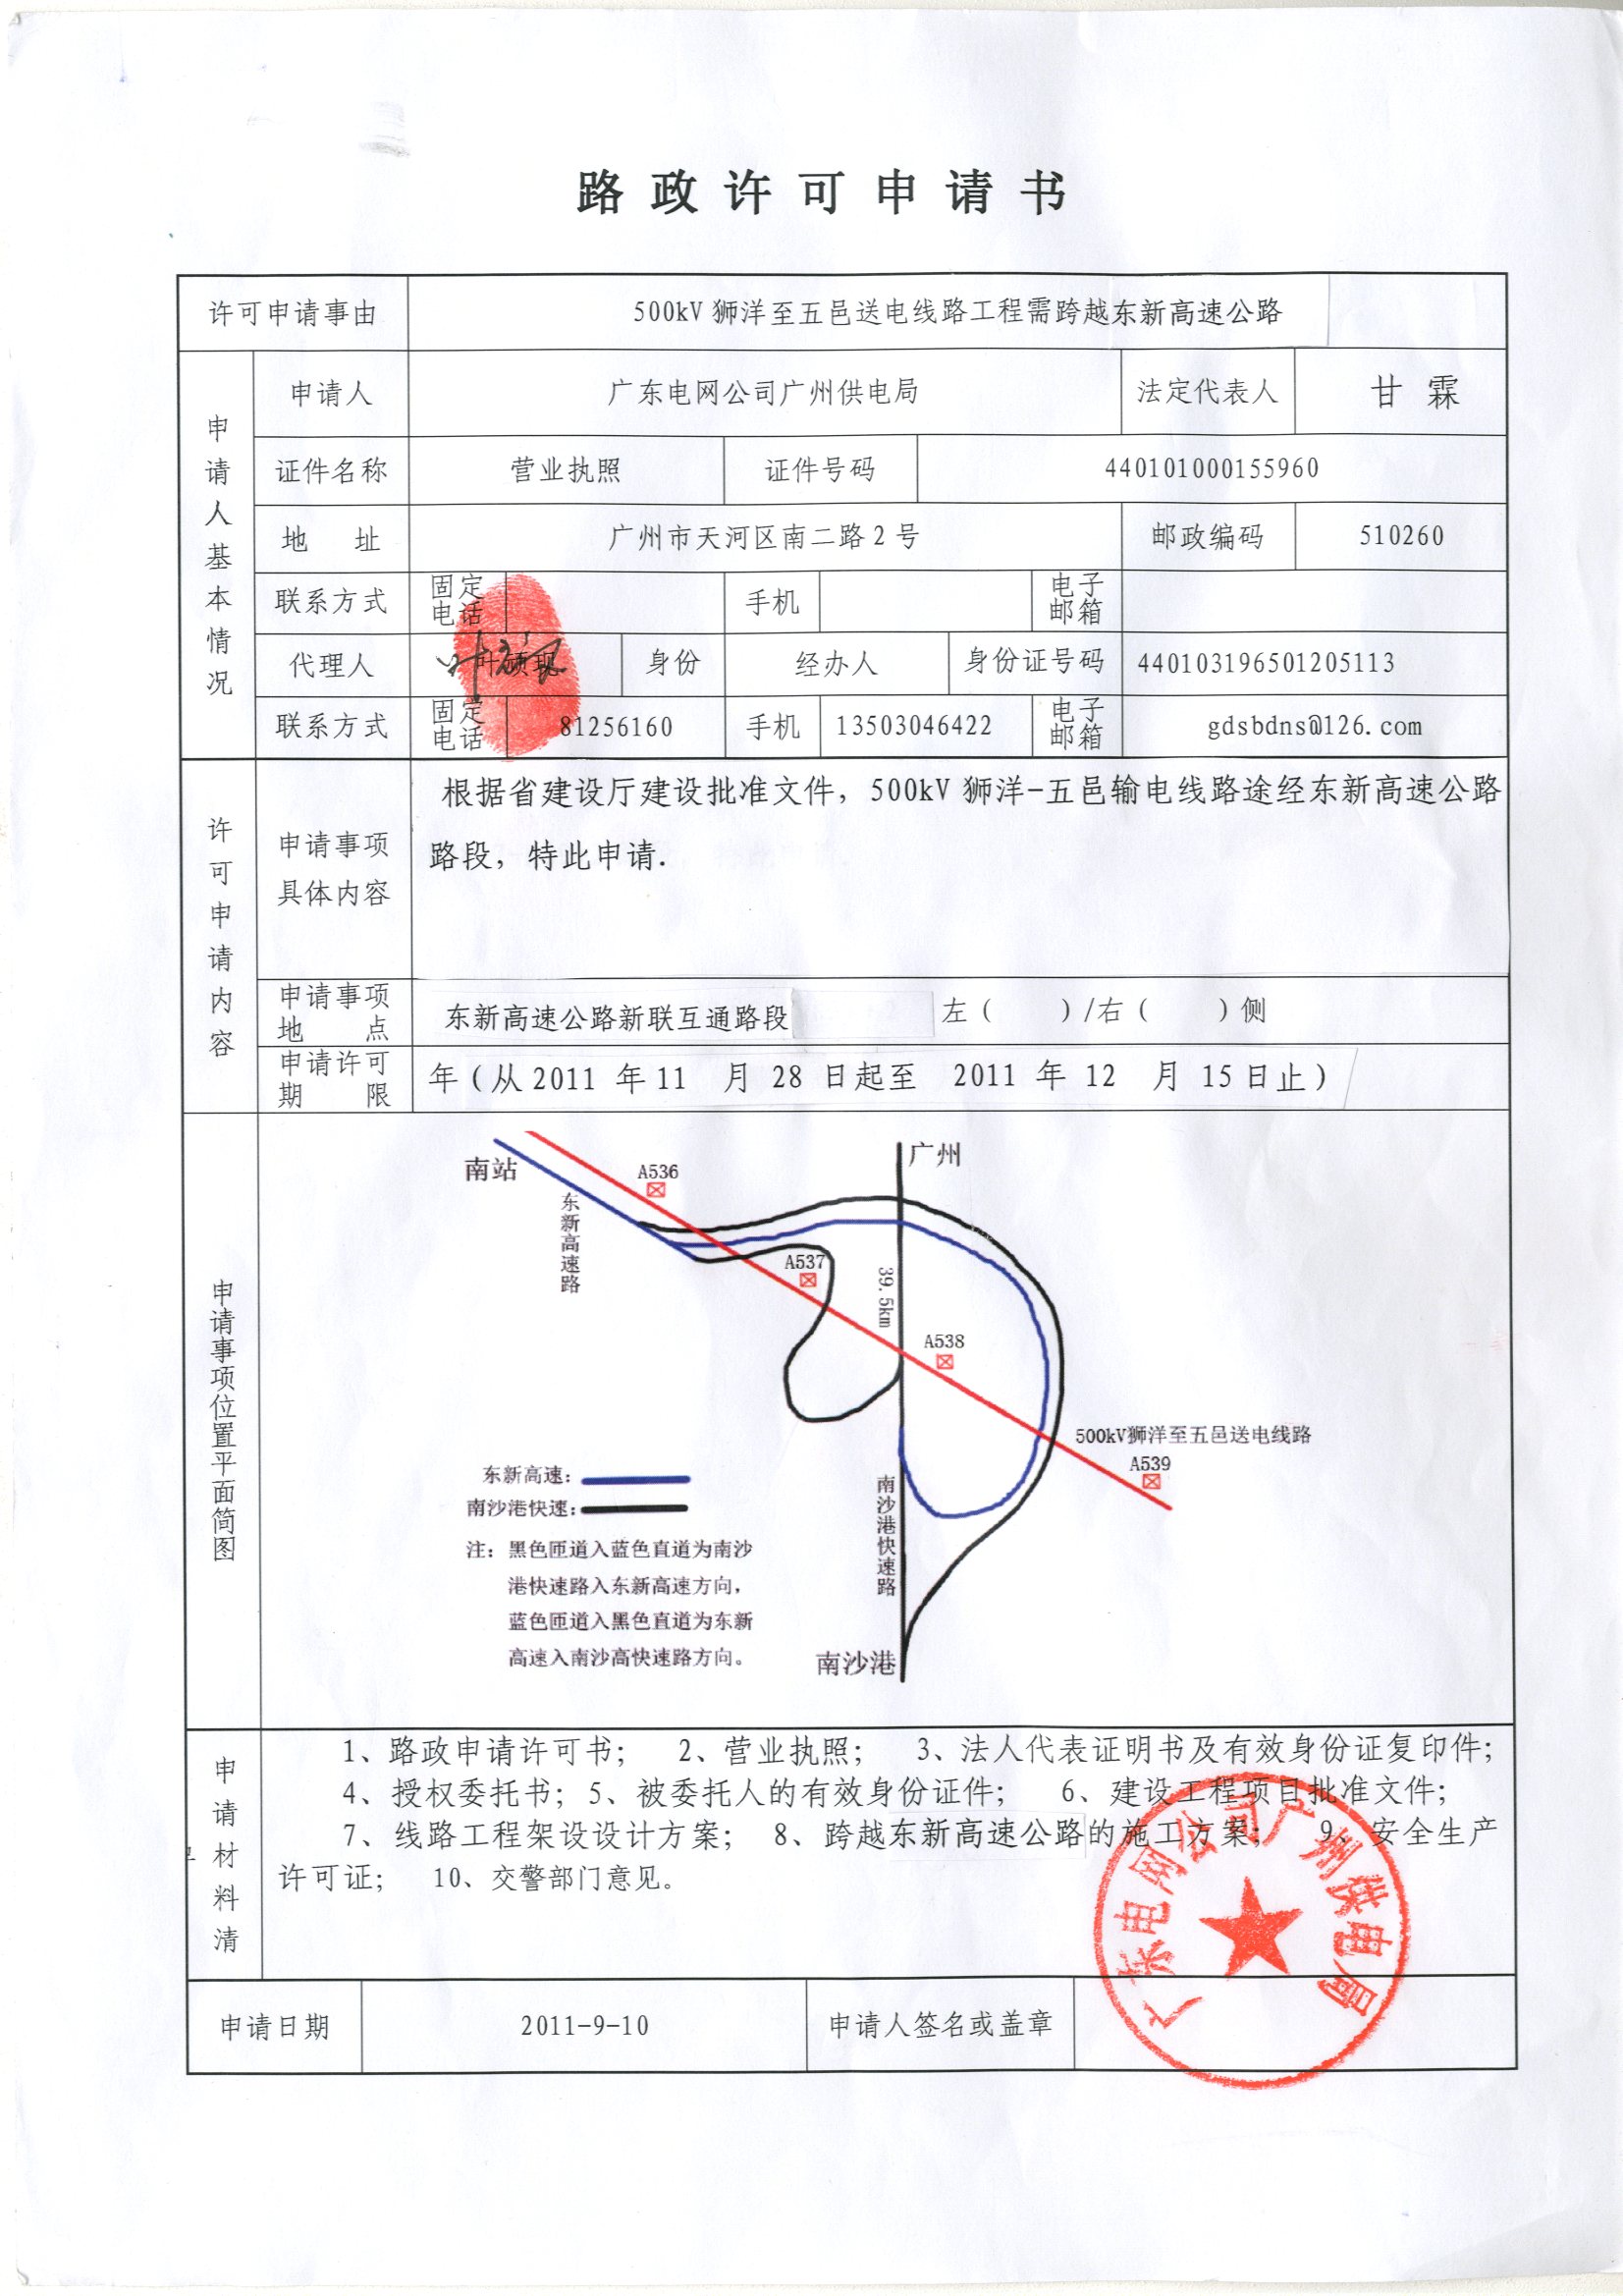 路政许可申请书
许可申请事由 500kV 狮洋至五邑送电线路工程需跨越东新高速公路
申请人基本情况
申请人 广东电网公司广州供电局 法定代表人 甘霖
证件名称 营业执照 证件号码 440101000155960
地 址 广州市天河区南二路 2 号 邮政编码 510260
联系方式 固定电话 手机 电子邮箱
代理人 身份 经办人 身份证号码 440103196501205113
联系方式 固定电话 81256160 手机 13503046422 电子邮箱 gdsbdns@126.com
许可申请内容
申请事项具体内容
根据省建设厅建设批准文件，500kV 狮洋-五邑输电线路途经东新高速公路
路段，特此申请.
申请事项地 点 东新高速公路新联互通路段 左（ ）/右（ ）侧
申请许可期 限 年（从 2011 年 11 月 28 日起至 2011 年 12 月 15 日止）
申请事项位置平面简图
南站
广州
A536
东新高速路
A537
39.5km
A538
500kV狮洋至五邑送电线路
A539
东新高速：
南沙港快速：
南沙港快速路
注：黑色匝道入蓝色直道为南沙
港快速路入东新高速方向，
蓝色匝道入黑色直道为东新
高速入南沙高快速路方向。
南沙港
申请材料清
1、路政申请许可书； 2、营业执照； 3、法人代表证明书及有效身份证复印件；
4、授权委托书；5、被委托人的有效身份证件； 6、建设工程项目批准文件；
7、线路工程架设设计方案； 8、跨越东新高速公路的施工方案； 9、安全生产
许可证； 10、交警部门意见。
广东电网公司广州供电局
申请日期 2011-9-10 申请人签名或盖章